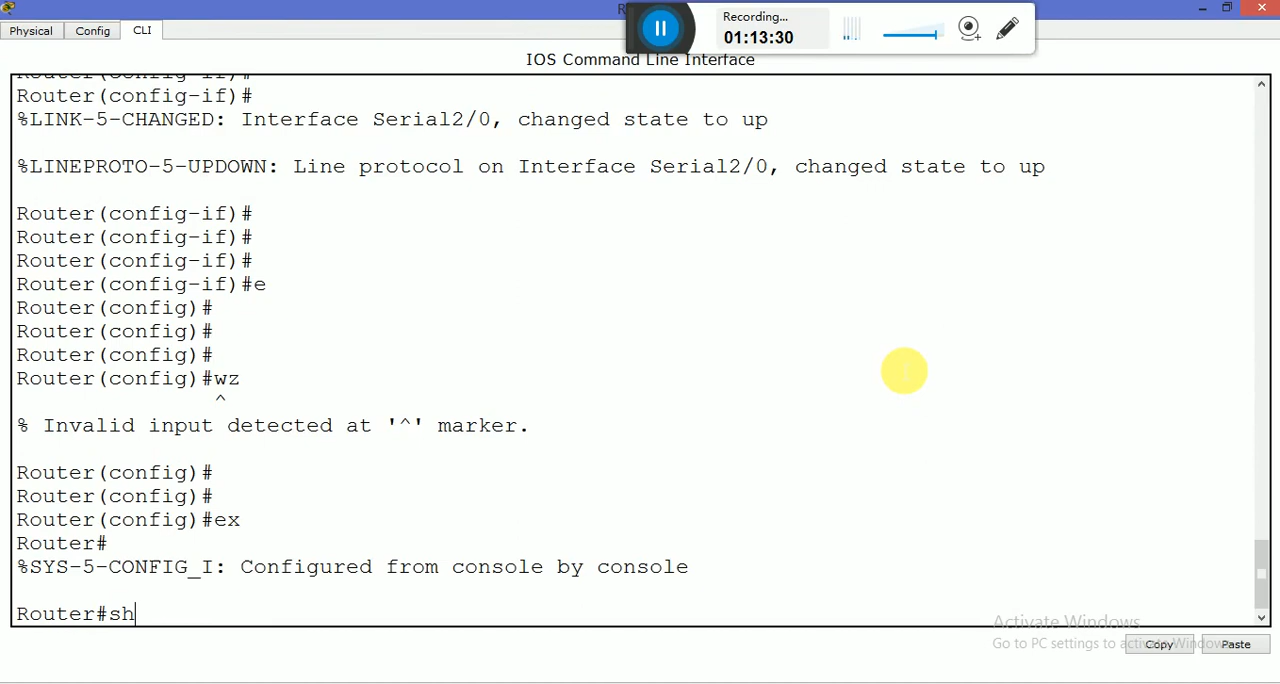 Physical
Config
CLI
Recording...
01:13:30
IOS Command Line Interface
Router(config-if)#
Router(config-if)#
%LINK-5-CHANGED: Interface Serial2/0, changed state to up
%LINEPROTO-5-UPDOWN: Line protocol on Interface Serial2/0, changed state to up
Router(config-if)#
Router(config-if)#
Router(config-if)#
Router(config-if)#e
Router(config)#
Router(config)#
Router(config)#
Router(config)#wz
^
% Invalid input detected at '^' marker.
Router(config)#
Router(config)#
Router(config)#ex
Router#
%SYS-5-CONFIG_I: Configured from console by console
Router#sh
Activate Windows
Go to PC settings to activate Windows.
Copy
Paste